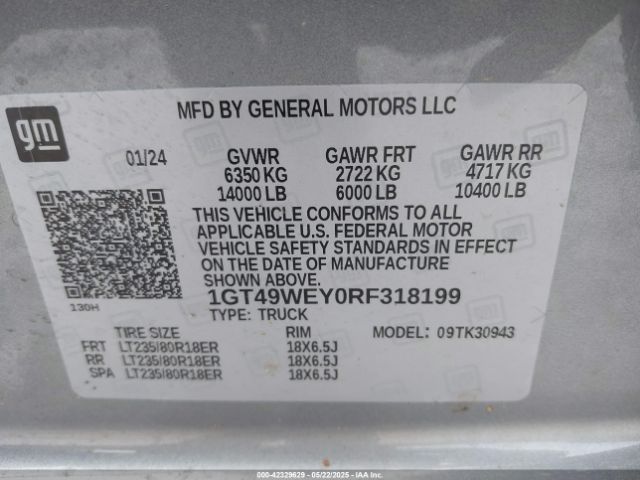 gm
MFD BY GENERAL MOTORS LLC
01/24 GVWR GAWR FRT GAWR RR
6350 KG 2722 KG 4717 KG
14000 LB 6000 LB 10400 LB
THIS VEHICLE CONFORMS TO ALL
APPLICABLE U.S. FEDERAL MOTOR
VEHICLE SAFETY STANDARDS IN EFFECT
ON THE DATE OF MANUFACTURE
SHOWN ABOVE.
1GT49WEY0RF318199
130H
TYPE: TRUCK
TIRE SIZE RIM MODEL: 09TK30943
FRT LT235/80R18ER 18X6.5J
RR LT235/80R18ER 18X6.5J
SPA LT235/80R18ER 18X6.5J
000-42329629 - 05/22/2025 - IAA Inc.